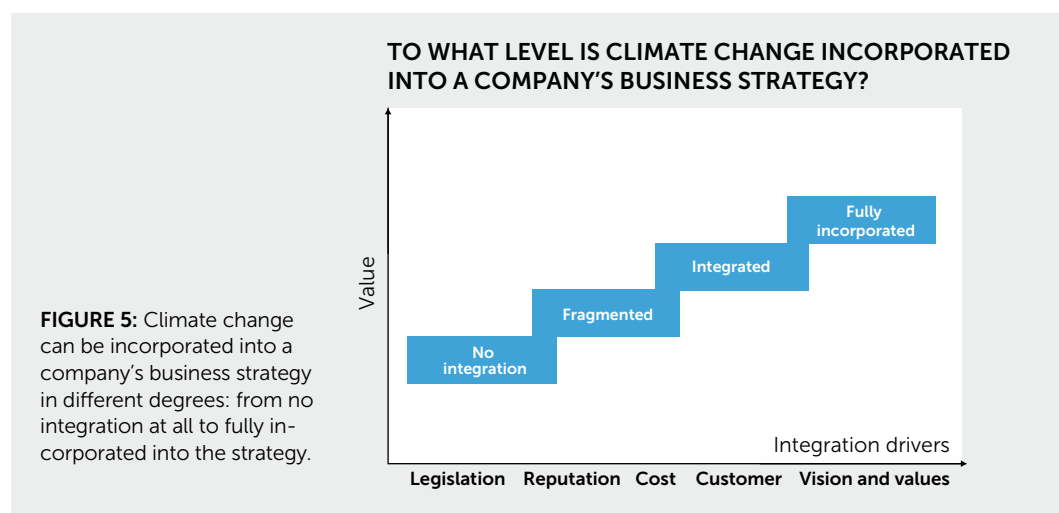 TO WHAT LEVEL IS CLIMATE CHANGE INCORPORATED
INTO A COMPANY’S BUSINESS STRATEGY?
Value
Fully
incorporated
Integrated
Fragmented
No
integration
Integration drivers
Legislation Reputation Cost Customer Vision and values
FIGURE 5: Climate change
can be incorporated into a
company’s business strategy
in different degrees: from no
integration at all to fully in-
corporated into the strategy.